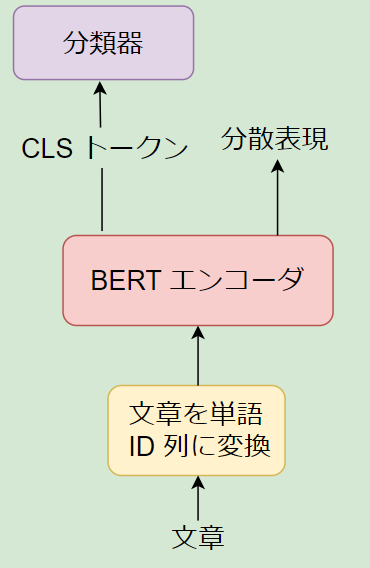 分類器
CLS トークン
分散表現
BERT エンコーダ
文章を単語
ID 列に変換
文章